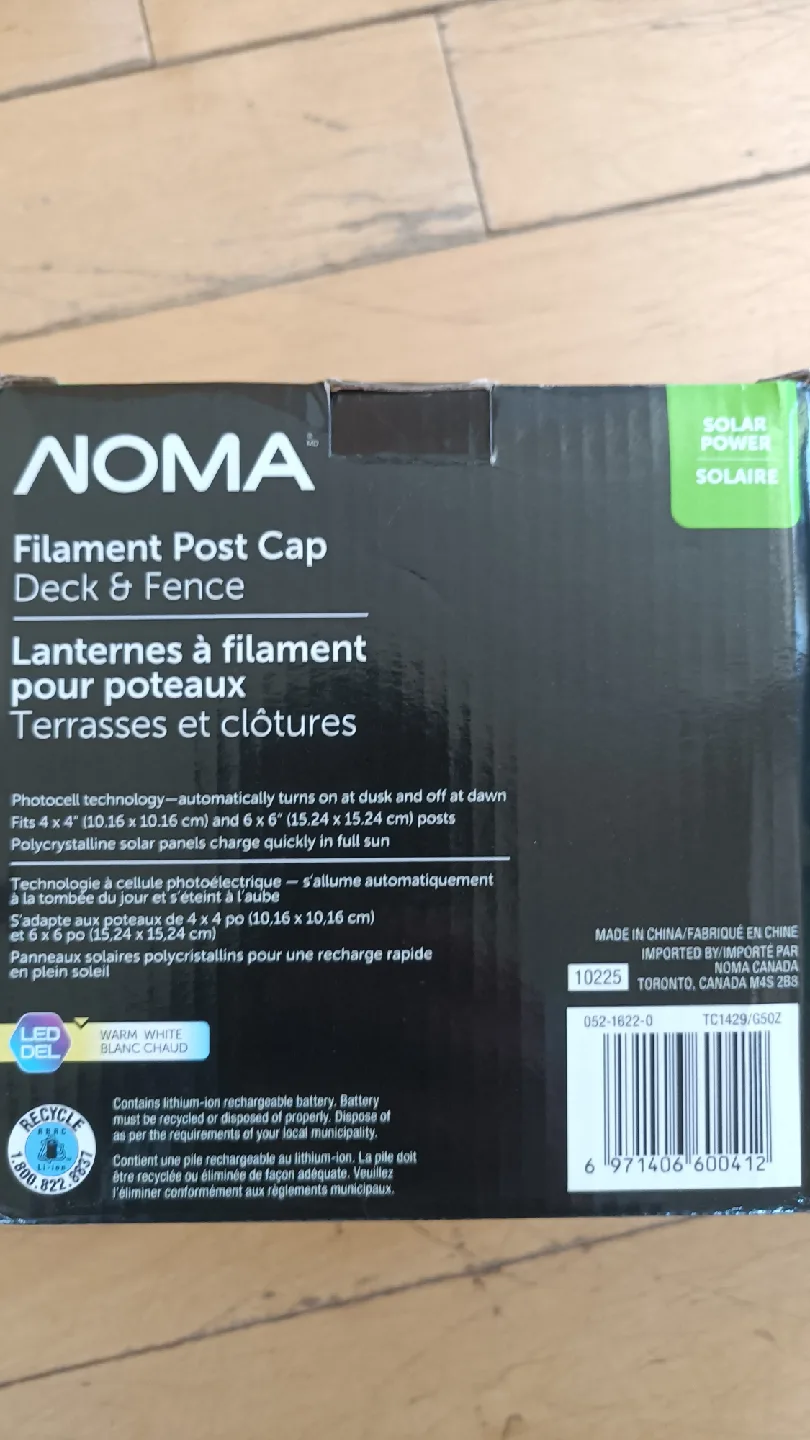 NOMA
SOLAR
POWER
SOLAIRE
Filament Post Cap
Deck & Fence
Lanternes à filament
pour poteaux
Terrasses et clôtures
Photocell technology—automatically turns on at dusk and off at dawn
Fits 4 x 4" (10.16 x 10.16 cm) and 6 x 6" (15.24 x 15.24 cm) posts
Polycrystalline solar panels charge quickly in full sun
Technologie à cellule photoélectrique — s'allume automatiquement
à la tombée du jour et s'éteint à l'aube
S'adapte aux poteaux de 4 x 4 po (10,16 x 10,16 cm)
et 6 x 6 po (15,24 x 15,24 cm)
Panneaux solaires polycristallins pour une recharge rapide
en plein soleil
MADE IN CHINA/FABRIQUÉ EN CHINE
IMPORTED BY/IMPORTÉ PAR
NOMA CANADA
10225 TORONTO, CANADA M4S 2B8
LED
DEL
WARM WHITE
BLANC CHAUD
052-1622-0 TC1429/G50Z
6 971406 600412
RECYCLE
RBRC
Li-ion
1.800.822.8837
Contains lithium-ion rechargeable battery. Battery
must be recycled or disposed of properly. Dispose of
as per the requirements of your local municipality.
Contient une pile rechargeable au lithium-ion. La pile doit
être recyclée ou éliminée de façon adéquate. Veuillez
l'éliminer conformément aux règlements municipaux.